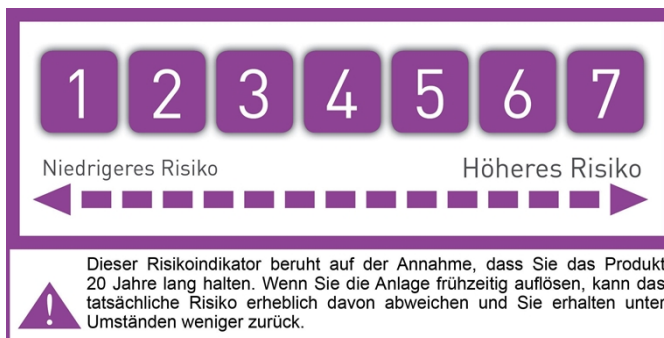 1 2 3 4 5 6 7
Niedrigeres Risiko Höheres Risiko
!
Dieser Risikoindikator beruht auf der Annahme, dass Sie das Produkt
20 Jahre lang halten. Wenn Sie die Anlage frühzeitig auflösen, kann das
tatsächliche Risiko erheblich davon abweichen und Sie erhalten unter
Umständen weniger zurück.